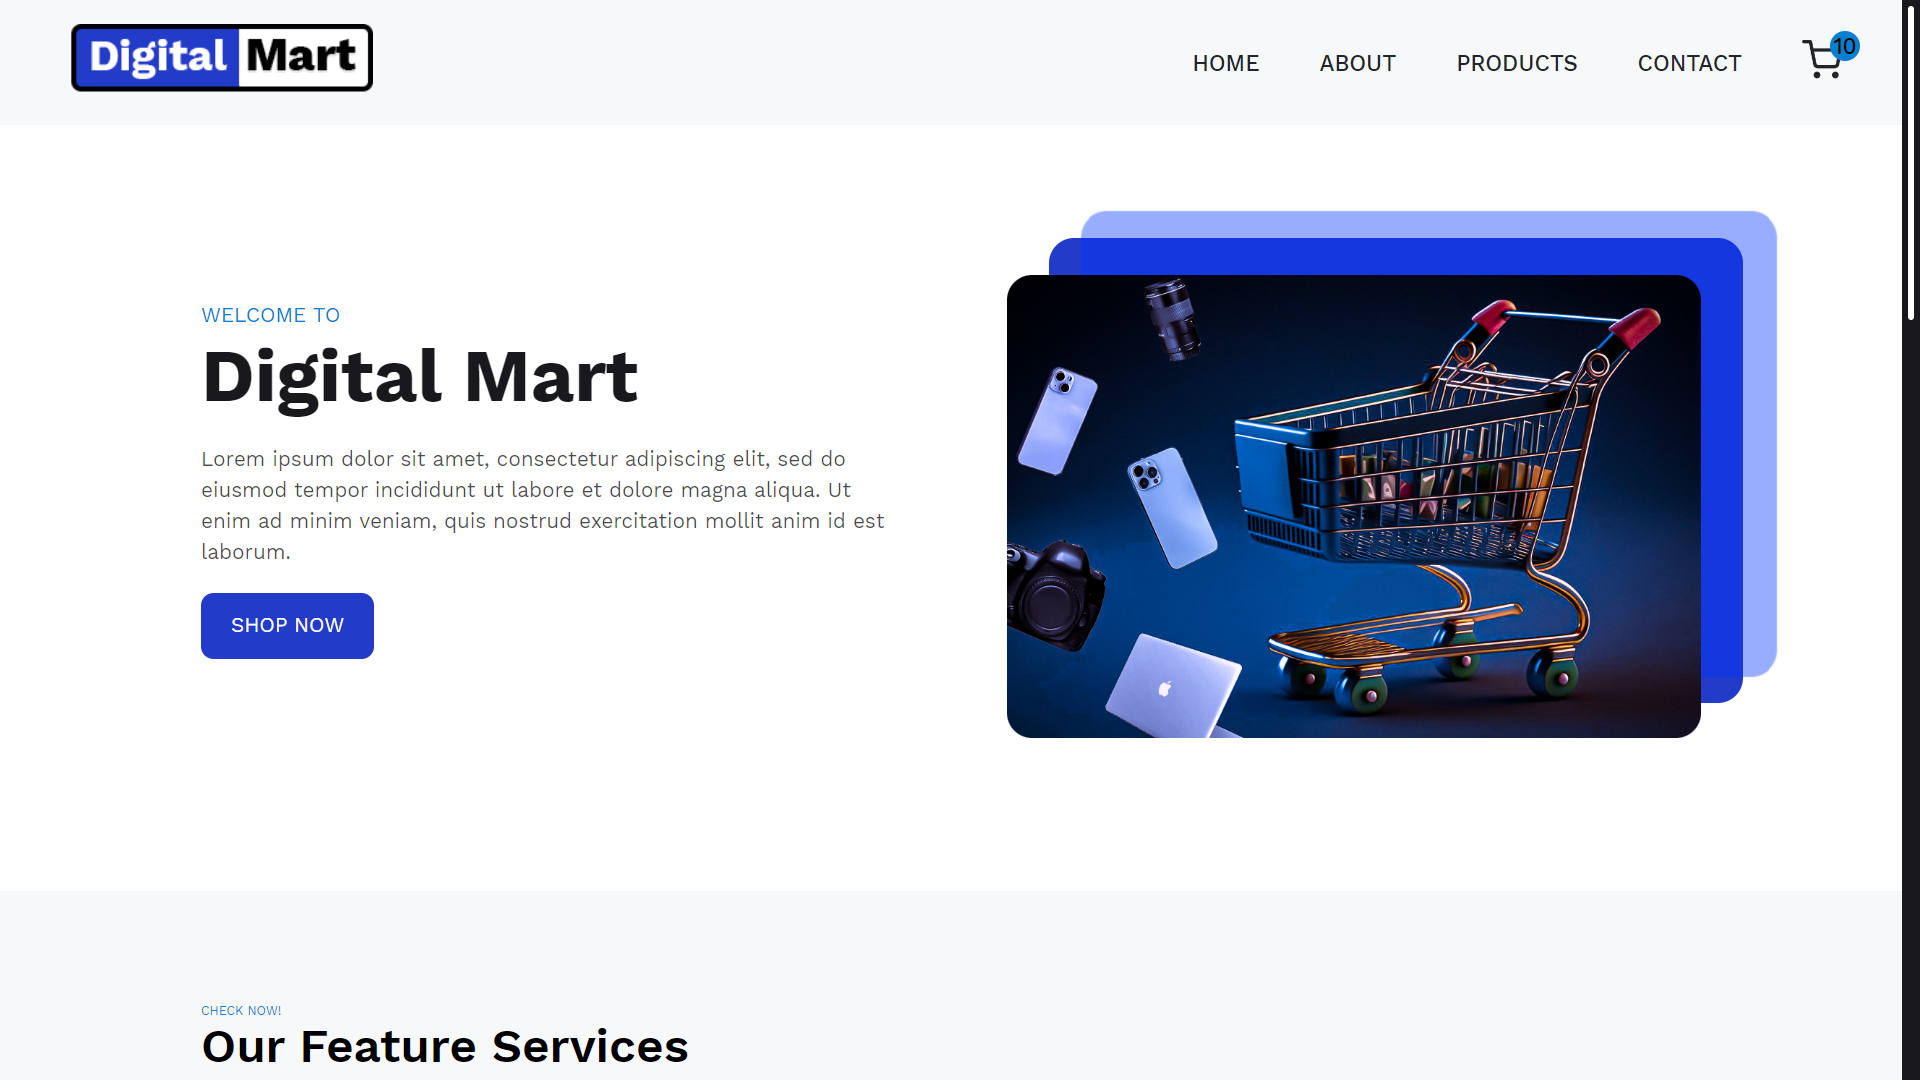 Digital Mart
HOME
ABOUT
PRODUCTS
CONTACT
10
WELCOME TO
Digital Mart
Lorem ipsum dolor sit amet, consectetur adipiscing elit, sed do
eiusmod tempor incididunt ut labore et dolore magna aliqua. Ut
enim ad minim veniam, quis nostrud exercitation mollit anim id est
laborum.
SHOP NOW
CHECK NOW!
Our Feature Services